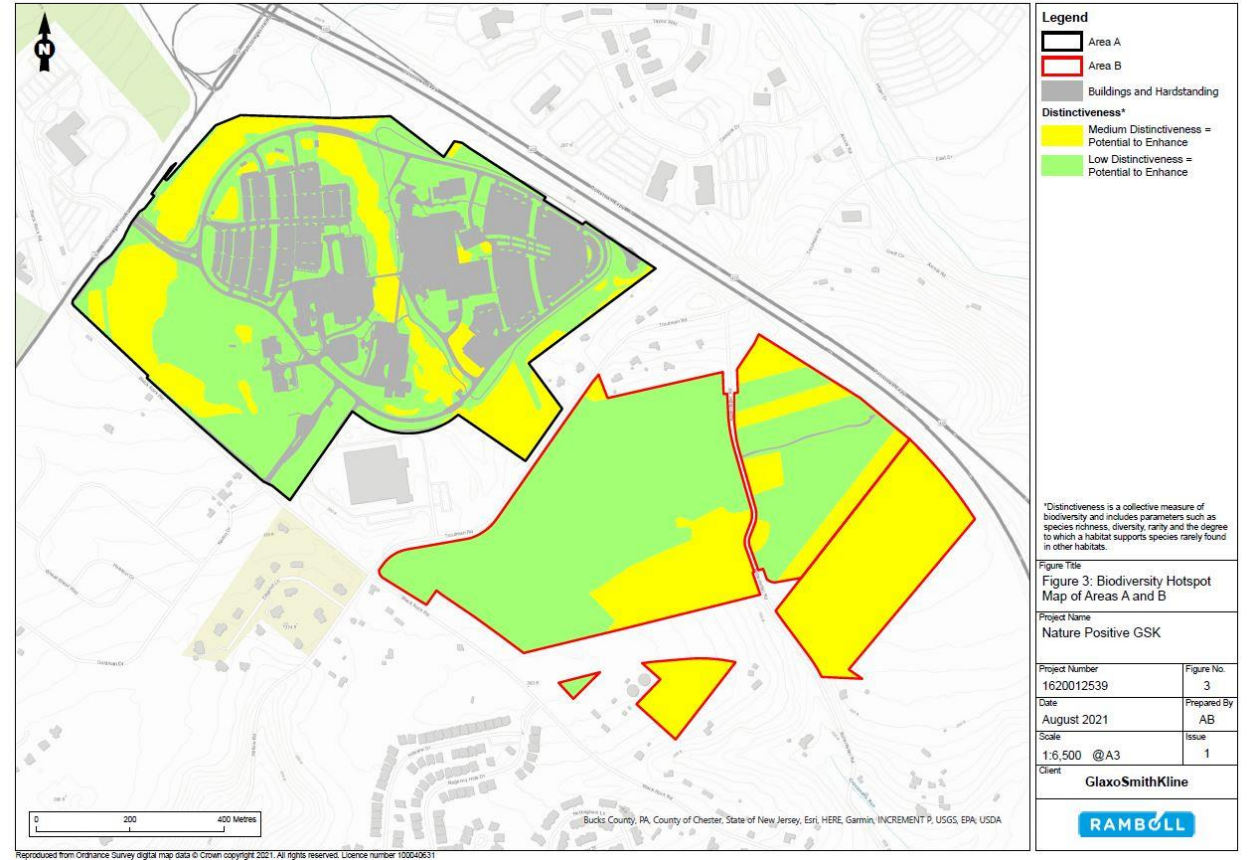 N
Legend
Area A
Area B
Buildings and Hardstanding
Distinctiveness*
Medium Distinctiveness =
Potential to Enhance
Low Distinctiveness =
Potential to Enhance
*Distinctiveness is a collective measure of
biodiversity and includes parameters such as
species richness, diversity, rarity and the degree
to which a habitat supports species rarely found
in other habitats.
Figure Title
Figure 3: Biodiversity Hotspot
Map of Areas A and B
Project Name
Nature Positive GSK
Project Number
Figure No.
1620012539
3
Date
Prepared By
August 2021
AB
Scale
Issue
1:6,500 @A3
1
Client
GlaxoSmithKline
RAMBOLL
Troutman Rd
Black Rock Rd
0 200 400 Metres
Bucks County, PA, County of Chester, State of New Jersey, Esri, HERE, Garmin, INCREMENT P, USGS, EPA, USDA
Reproduced from Ordnance Survey digital map data © Crown copyright 2021. All rights reserved. Licence number 100040631